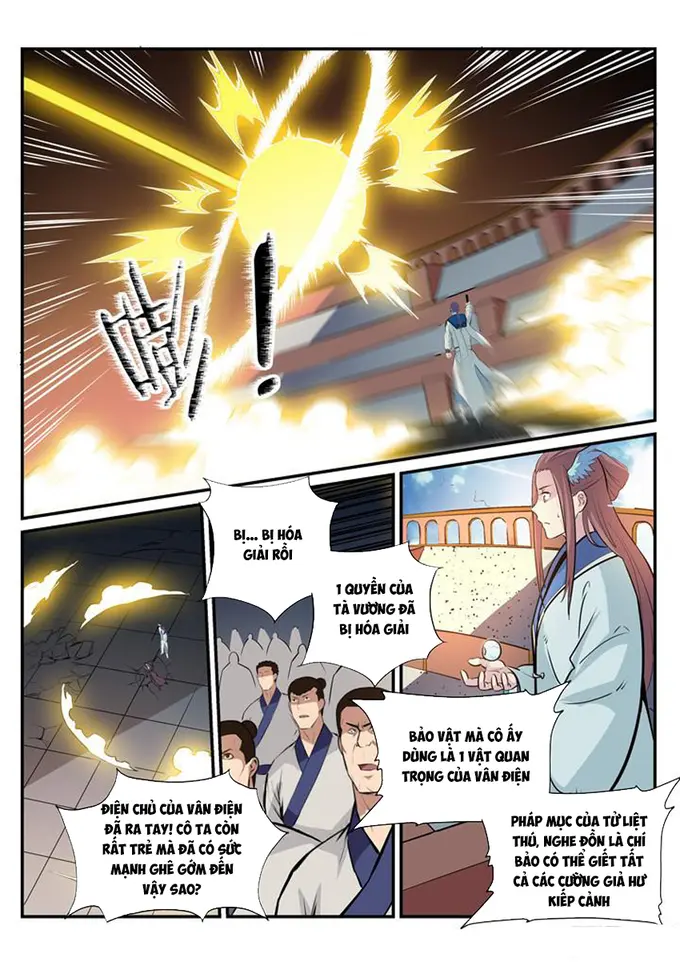 嗤!
BỊ... BỊ HÓA
GIẢI RỒI
1 QUYỀN CỦA
TÀ VƯƠNG ĐÃ
BỊ HÓA GIẢI
BẢO VẬT MÀ CÔ ẤY
DÙNG LÀ 1 VẬT QUAN
TRỌNG CỦA VÂN ĐIỆN
ĐIỆN CHỦ CỦA VÂN ĐIỆN
ĐÃ RA TAY! CÔ TA CÒN
RẤT TRẺ MÀ ĐÃ CÓ SỨC
MẠNH GHÊ GỚM ĐẾN
VẬY SAO?
PHÁP MỤC CỦA TỬ LIỆT
THÚ, NGHE ĐỒN LÀ CHÍ
BẢO CÓ THỂ GIẾT TẤT
CẢ CÁC CƯỜNG GIẢ HƯ
KIẾP CẢNH